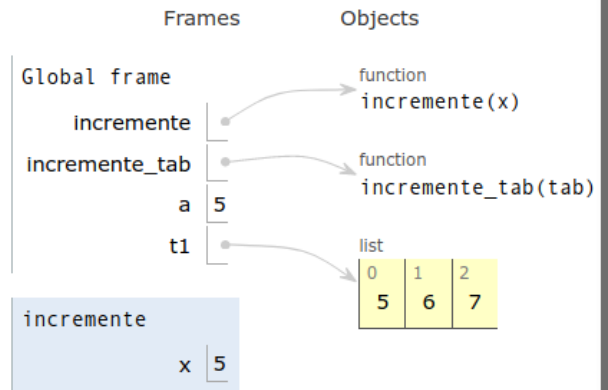 Frames Objects
Global frame
function
incremente(x)
incremente
function
incremente_tab
incremente_tab(tab)
a 5
t1
list
0 1 2
5 6 7
incremente
x 5